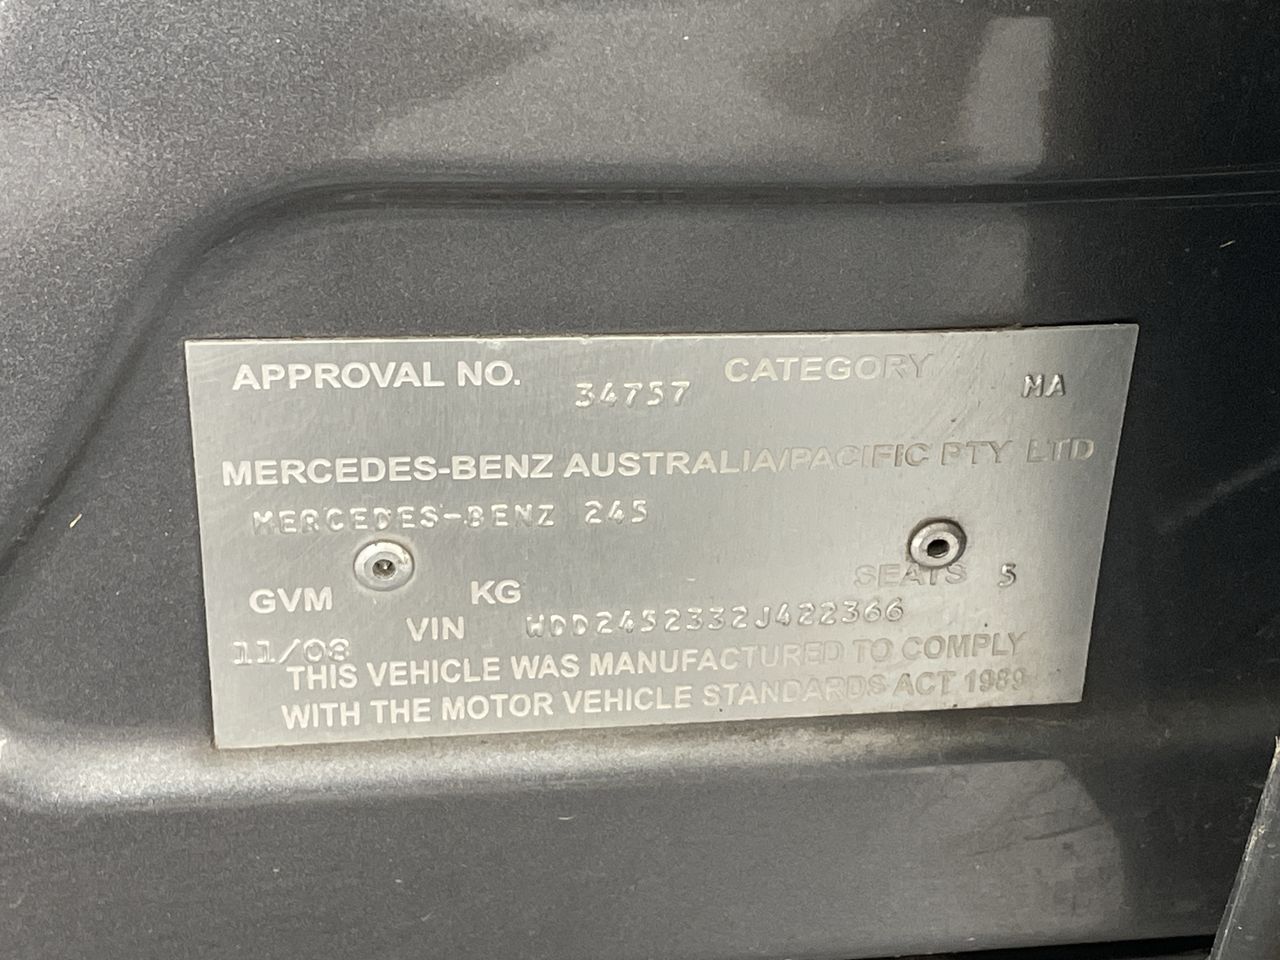 APPROVAL NO. 34757 CATEGORY MA
MERCEDES-BENZ AUSTRALIA/PACIFIC PTY LTD
MERCEDES-BENZ 245
SEATS 5
GVM KG
11/08 VIN WDD2452332J422366
THIS VEHICLE WAS MANUFACTURED TO COMPLY
WITH THE MOTOR VEHICLE STANDARDS ACT 1989